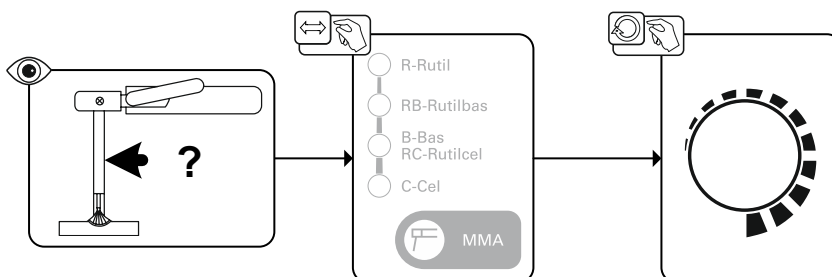 ?
R-Rutil
RB-Rutilbas
B-Bas
RC-Rutilcel
C-Cel
MMA